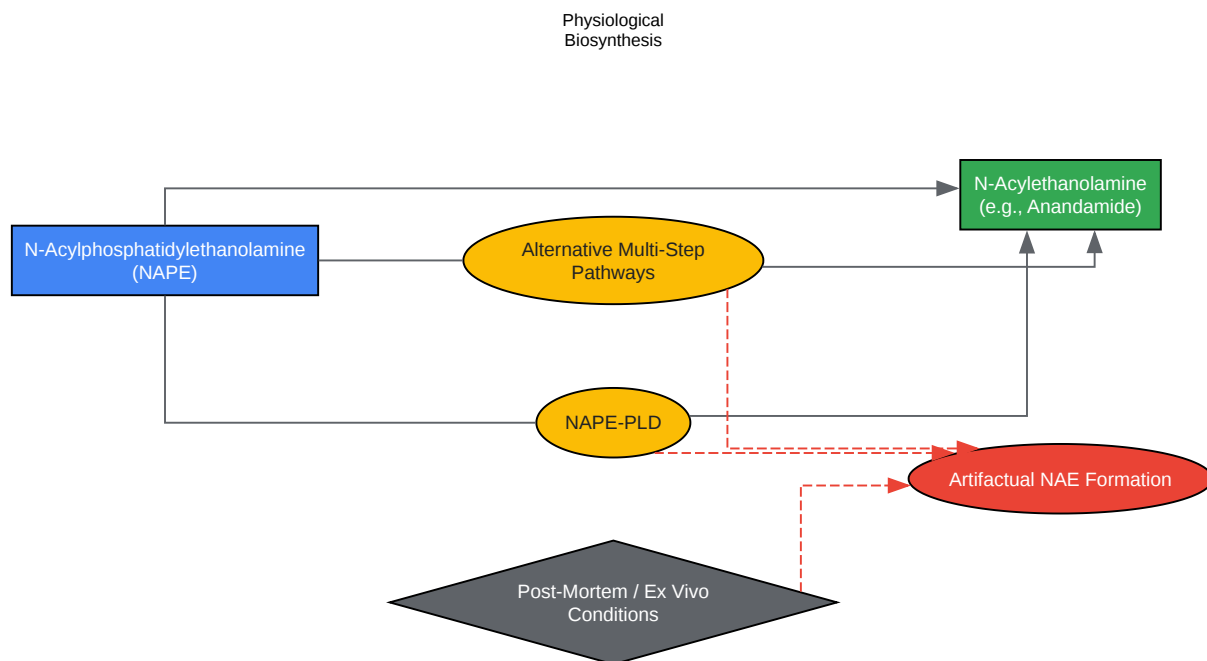 Physiological
Biosynthesis
N-Acylethanolamine
(e.g., Anandamide)
N-Acylphosphatidylethanolamine
(NAPE)
Alternative Multi-Step
Pathways
NAPE-PLD
Artifactual NAE Formation
Post-Mortem / Ex Vivo
Conditions